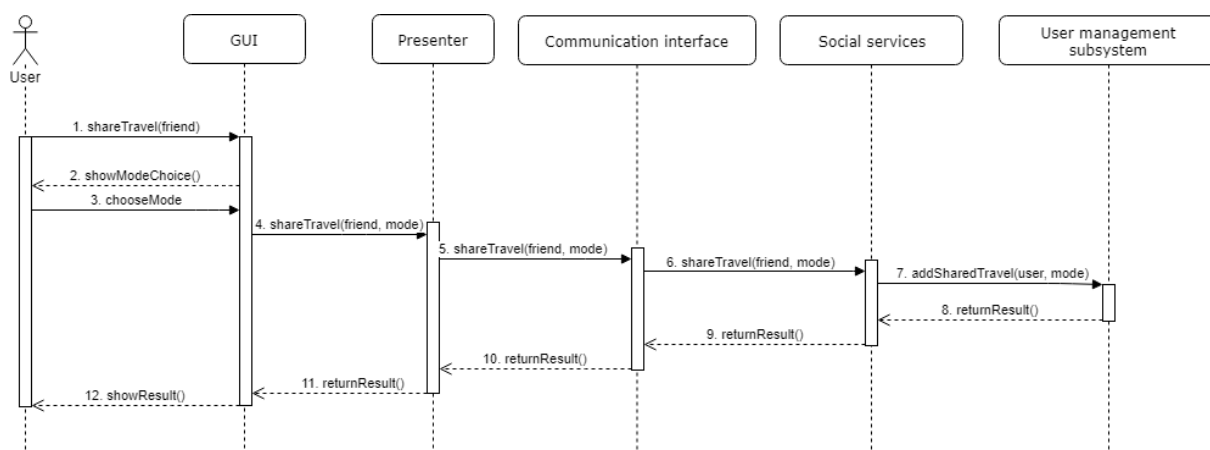 User
GUI
Presenter
Communication interface
Social services
User management
subsystem
1. shareTravel(friend)
2. showModeChoice()
3. chooseMode
4. shareTravel(friend, mode)
5. shareTravel(friend, mode)
6. shareTravel(friend, mode)
7. addSharedTravel(user, mode)
8. returnResult()
9. returnResult()
10. returnResult()
11. returnResult()
12. showResult()